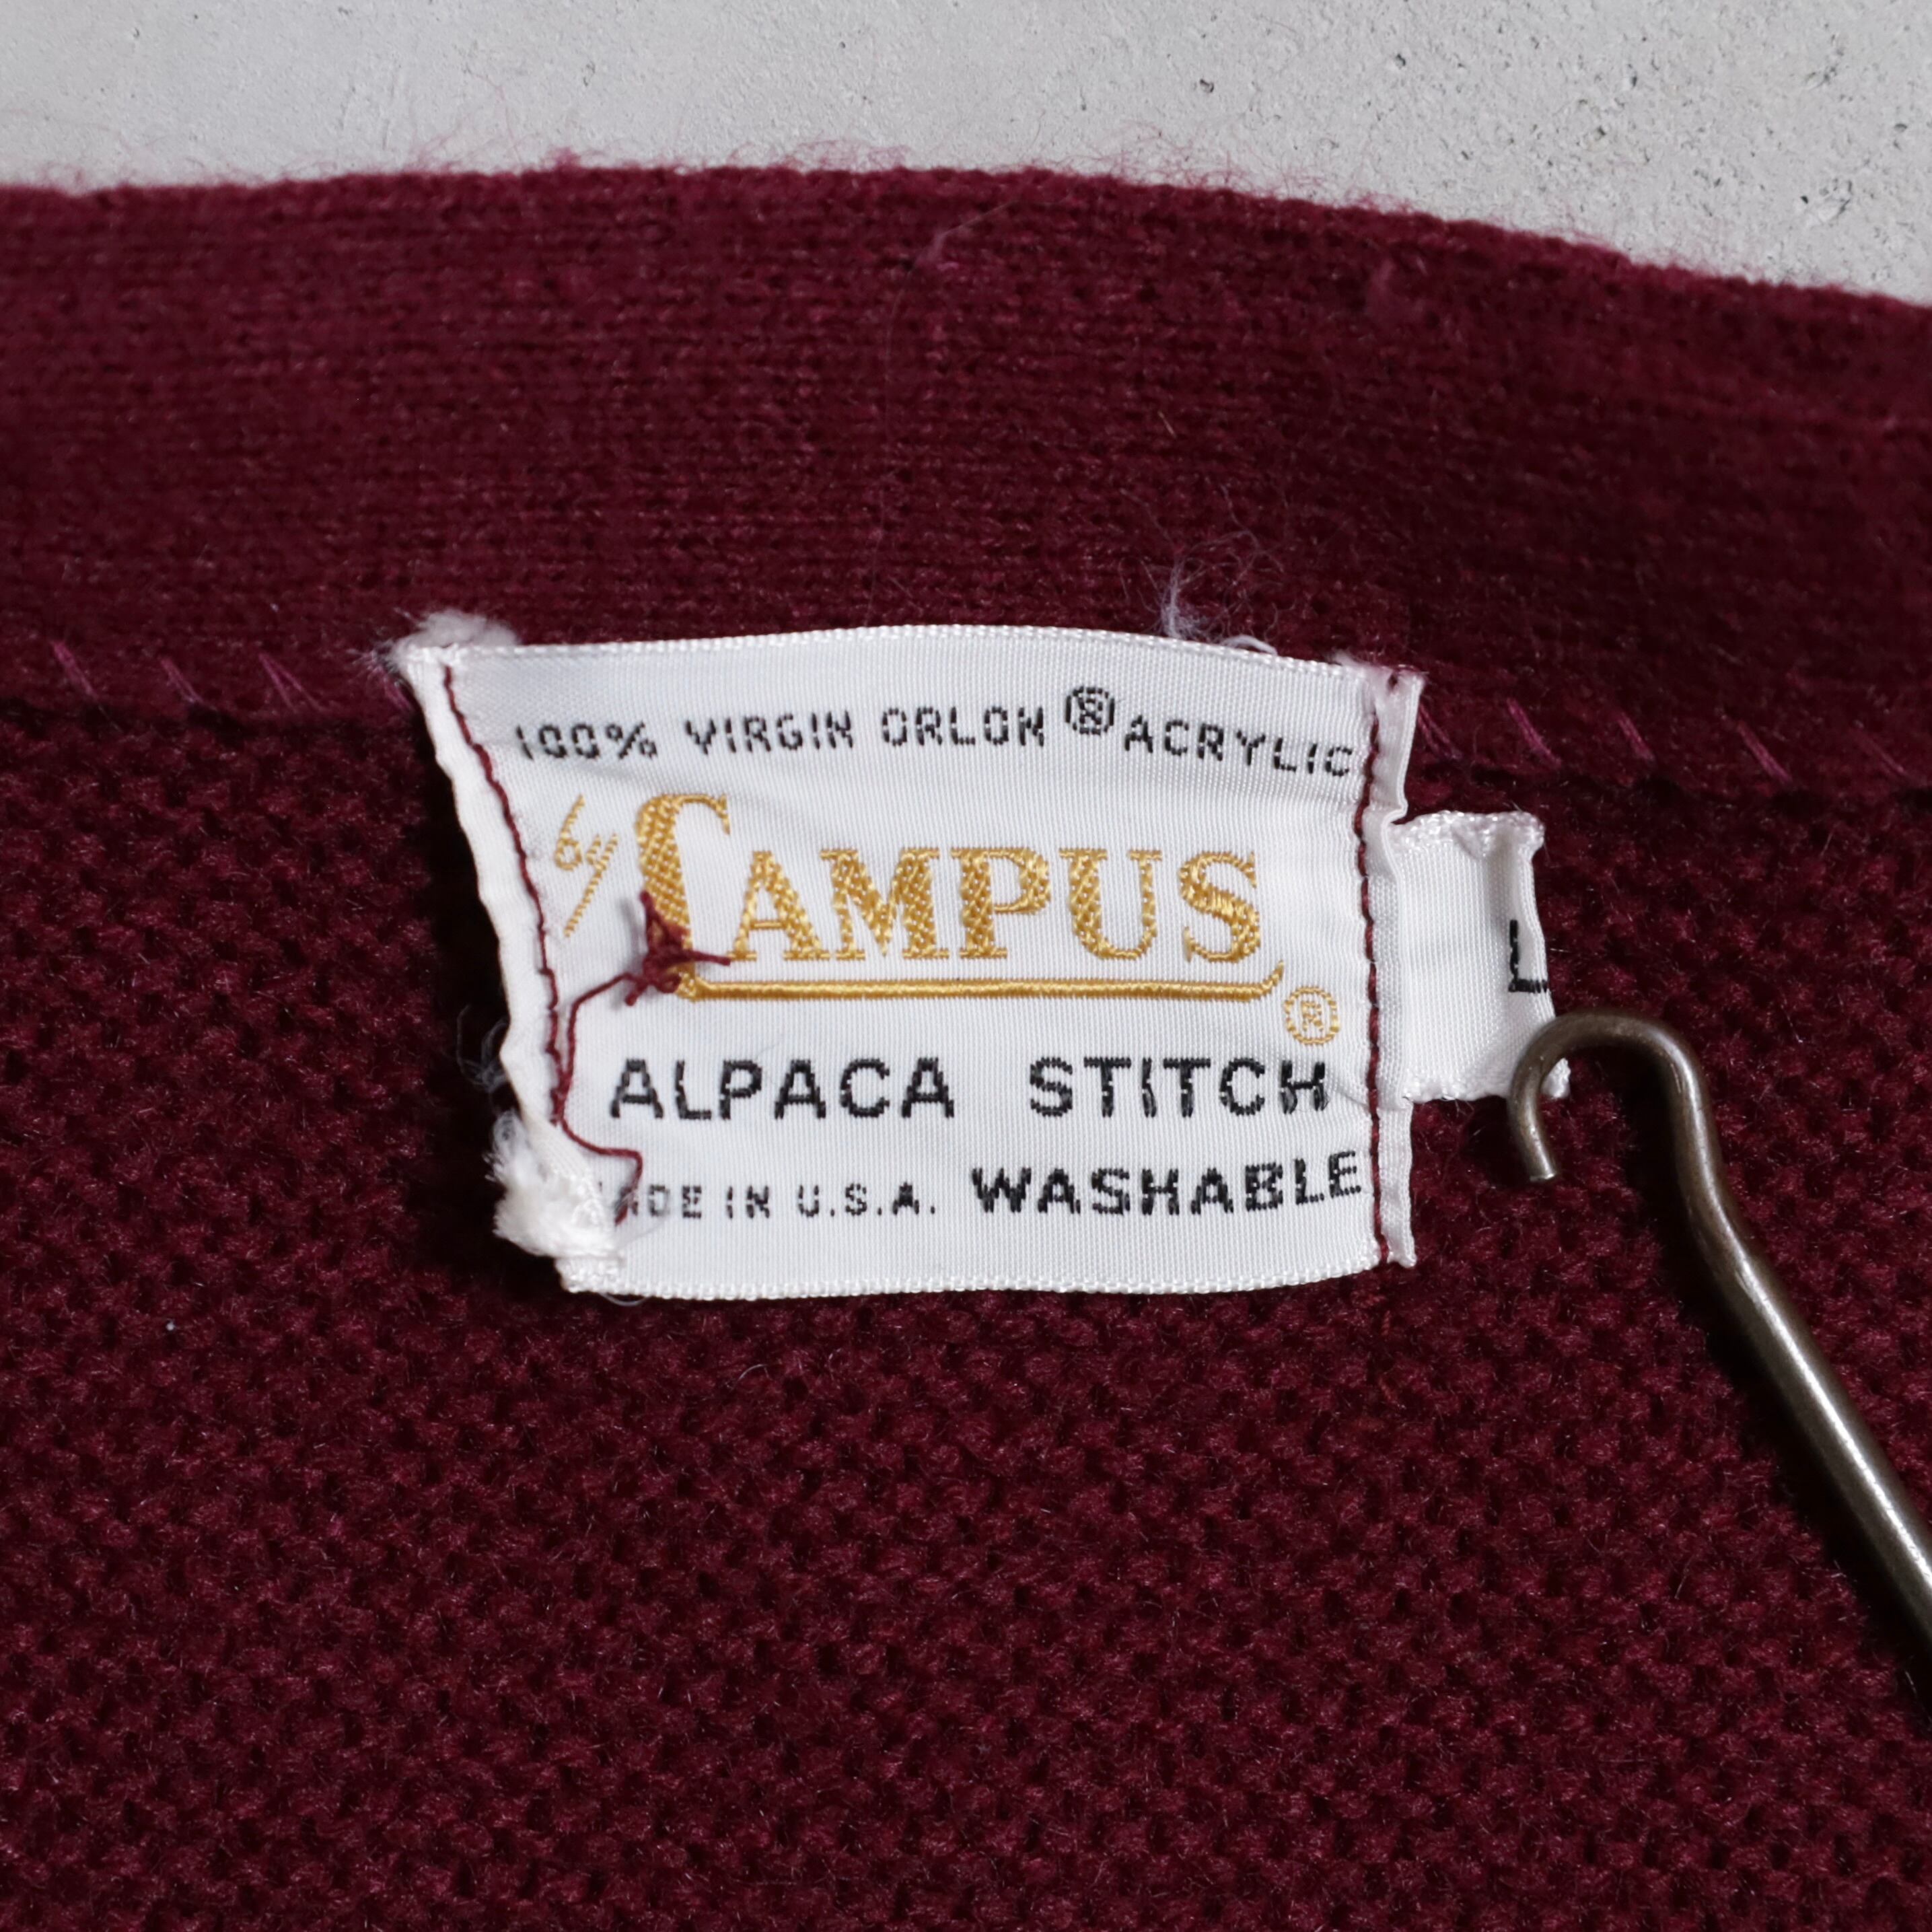 100% VIRGIN ORLON ® ACRYLIC
by CAMPUS ®
L.
ALPACA STITCH
MADE IN U.S.A. WASHABLE